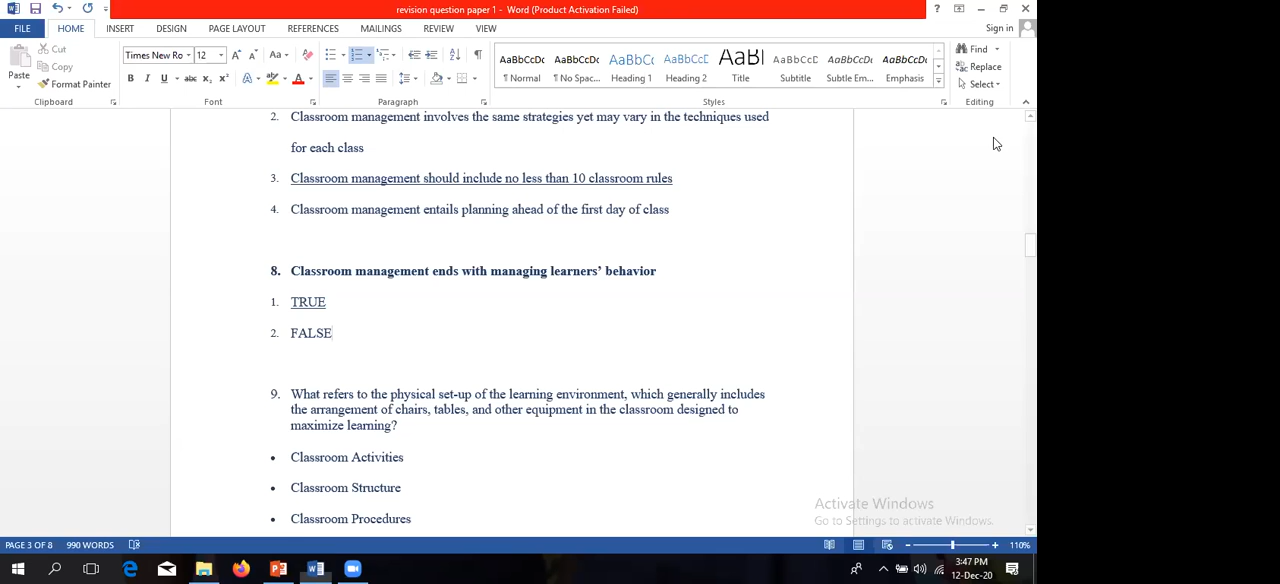 revision question paper 1 - Word (Product Activation Failed)
Sign in
FILE HOME INSERT DESIGN PAGE LAYOUT REFERENCES MAILINGS REVIEW VIEW
Paste
Cut
Copy
Format Painter
Clipboard
Times New Ro 12
Font
Paragraph
AaBbCcDc AaBbCcDc AaBbC AaBbCcC AaBl AaBbCcD AaBbCcDc AaBbCcDc
¶ Normal ¶ No Spac... Heading 1 Heading 2 Title Subtitle Subtle Em... Emphasis
Styles
Find
Replace
Select
Editing
2. Classroom management involves the same strategies yet may vary in the techniques used
for each class
3. Classroom management should include no less than 10 classroom rules
4. Classroom management entails planning ahead of the first day of class
8. Classroom management ends with managing learners’ behavior
1. TRUE
2. FALSE
9. What refers to the physical set-up of the learning environment, which generally includes
the arrangement of chairs, tables, and other equipment in the classroom designed to
maximize learning?
• Classroom Activities
• Classroom Structure
• Classroom Procedures
Activate Windows
Go to Settings to activate Windows.
PAGE 3 OF 8 990 WORDS 110%
3:47 PM
12-Dec-20